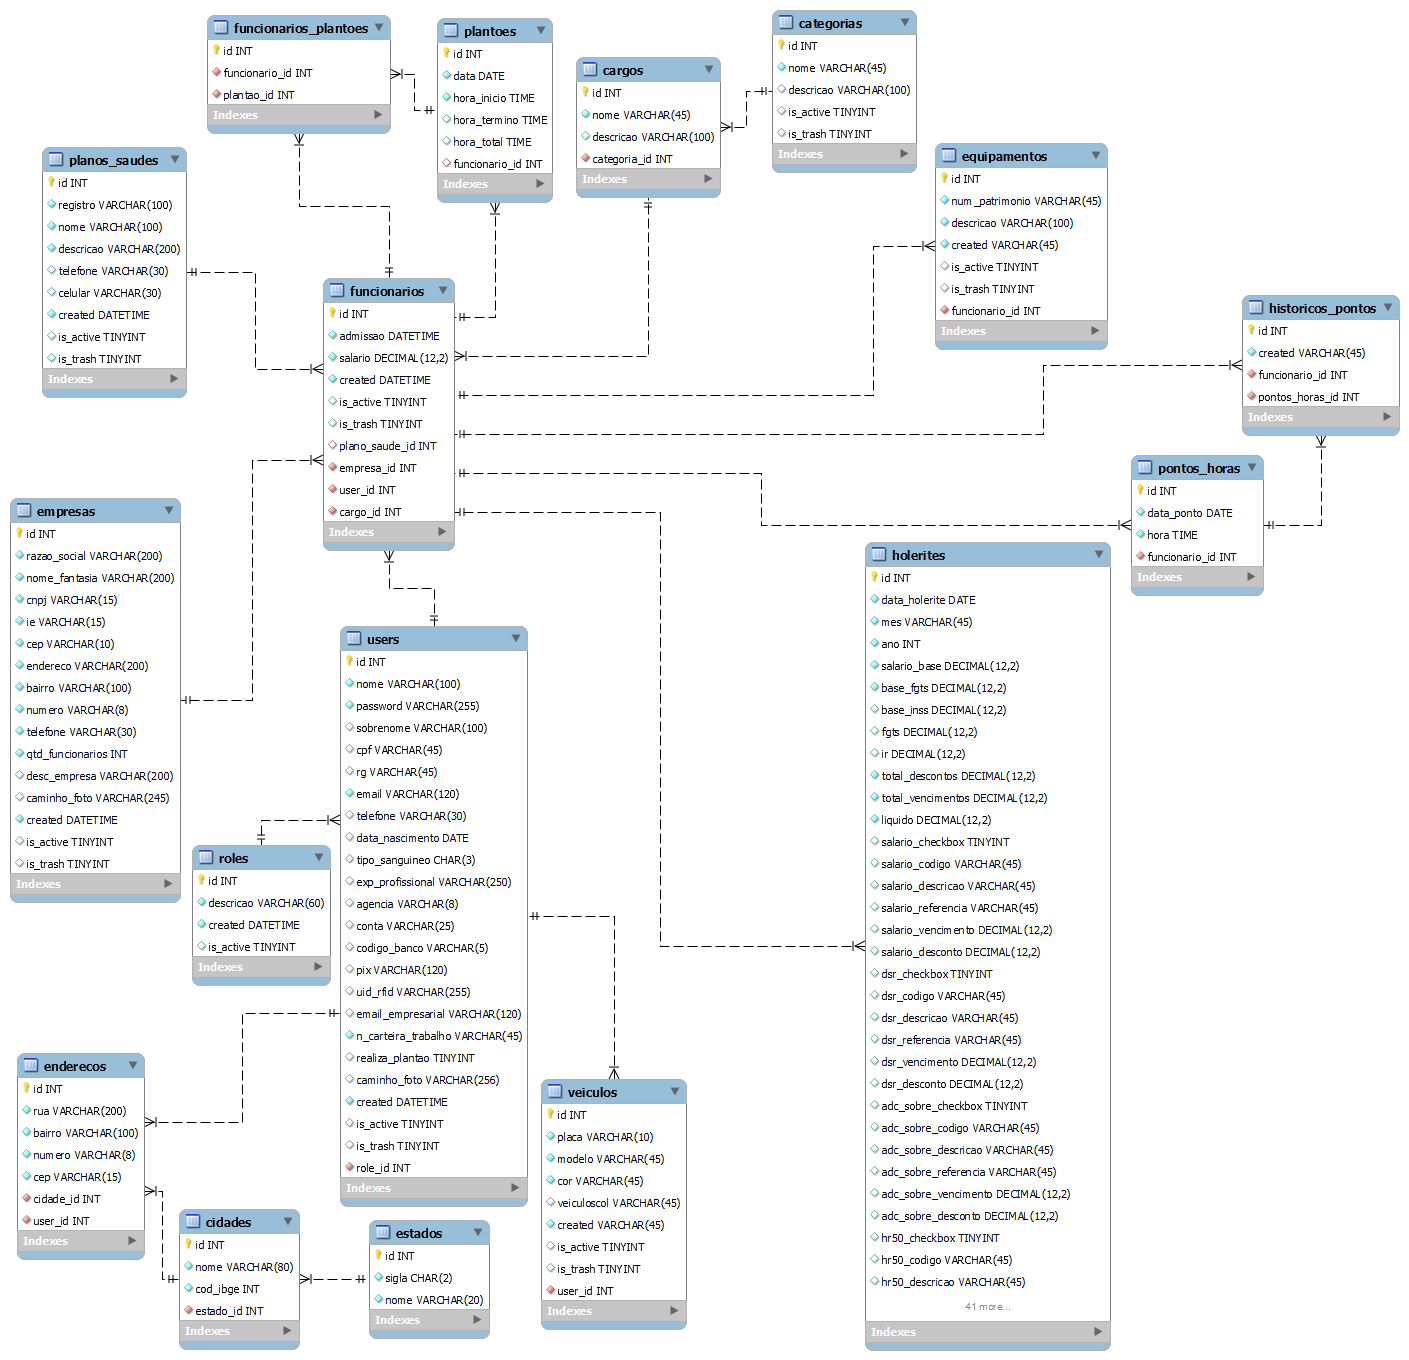 funcionarios_plantoes
id INT
funcionario_id INT
plantao_id INT
Indexes
plantoes
id INT
data DATE
hora_inicio TIME
hora_termino TIME
hora_total TIME
funcionario_id INT
Indexes
cargos
id INT
nome VARCHAR(45)
descricao VARCHAR(100)
categoria_id INT
Indexes
categorias
id INT
nome VARCHAR(45)
descricao VARCHAR(100)
is_active TINYINT
is_trash TINYINT
Indexes
planos_saudes
id INT
registro VARCHAR(100)
nome VARCHAR(100)
descricao VARCHAR(200)
telefone VARCHAR(30)
celular VARCHAR(30)
created DATETIME
is_active TINYINT
is_trash TINYINT
Indexes
equipamentos
id INT
num_patrimonio VARCHAR(45)
descricao VARCHAR(100)
created VARCHAR(45)
is_active TINYINT
is_trash TINYINT
funcionario_id INT
Indexes
funcionarios
id INT
admissao DATETIME
salario DECIMAL(12,2)
created DATETIME
is_active TINYINT
is_trash TINYINT
plano_saude_id INT
empresa_id INT
user_id INT
cargo_id INT
Indexes
historicos_pontos
id INT
created VARCHAR(45)
funcionario_id INT
pontos_horas_id INT
Indexes
pontos_horas
id INT
data_ponto DATE
hora TIME
funcionario_id INT
Indexes
empresas
id INT
razao_social VARCHAR(200)
nome_fantasia VARCHAR(200)
cnpj VARCHAR(15)
ie VARCHAR(15)
cep VARCHAR(10)
endereco VARCHAR(200)
bairro VARCHAR(100)
numero VARCHAR(8)
telefone VARCHAR(30)
qtd_funcionarios INT
desc_empresa VARCHAR(200)
caminho_foto VARCHAR(245)
created DATETIME
is_active TINYINT
is_trash TINYINT
Indexes
users
id INT
nome VARCHAR(100)
password VARCHAR(255)
sobrenome VARCHAR(100)
cpf VARCHAR(45)
rg VARCHAR(45)
email VARCHAR(120)
telefone VARCHAR(30)
data_nascimento DATE
tipo_sanguineo CHAR(3)
exp_profissional VARCHAR(250)
agencia VARCHAR(8)
conta VARCHAR(25)
codigo_banco VARCHAR(5)
pix VARCHAR(120)
uid_rfid VARCHAR(255)
email_empresarial VARCHAR(120)
n_carteira_trabalho VARCHAR(45)
realiza_plantao TINYINT
caminho_foto VARCHAR(256)
created DATETIME
is_active TINYINT
is_trash TINYINT
role_id INT
Indexes
holerites
id INT
data_holerite DATE
mes VARCHAR(45)
ano INT
salario_base DECIMAL(12,2)
base_fgts DECIMAL(12,2)
base_inss DECIMAL(12,2)
fgts DECIMAL(12,2)
ir DECIMAL(12,2)
total_descontos DECIMAL(12,2)
total_vencimentos DECIMAL(12,2)
liquido DECIMAL(12,2)
salario_checkbox TINYINT
salario_codigo VARCHAR(45)
salario_descricao VARCHAR(45)
salario_referencia VARCHAR(45)
salario_vencimento DECIMAL(12,2)
salario_desconto DECIMAL(12,2)
dsr_checkbox TINYINT
dsr_codigo VARCHAR(45)
dsr_descricao VARCHAR(45)
dsr_referencia VARCHAR(45)
dsr_vencimento DECIMAL(12,2)
dsr_desconto DECIMAL(12,2)
adc_sobre_checkbox TINYINT
adc_sobre_codigo VARCHAR(45)
adc_sobre_descricao VARCHAR(45)
adc_sobre_referencia VARCHAR(45)
adc_sobre_vencimento DECIMAL(12,2)
adc_sobre_desconto DECIMAL(12,2)
hr50_checkbox TINYINT
hr50_codigo VARCHAR(45)
hr50_descricao VARCHAR(45)
41 more...
Indexes
roles
id INT
descricao VARCHAR(60)
created DATETIME
is_active TINYINT
Indexes
enderecos
id INT
rua VARCHAR(200)
bairro VARCHAR(100)
numero VARCHAR(8)
cep VARCHAR(15)
cidade_id INT
user_id INT
Indexes
veiculos
id INT
placa VARCHAR(10)
modelo VARCHAR(45)
cor VARCHAR(45)
veiculoscol VARCHAR(45)
created VARCHAR(45)
is_active TINYINT
is_trash TINYINT
user_id INT
Indexes
cidades
id INT
nome VARCHAR(80)
cod_ibge INT
estado_id INT
Indexes
estados
id INT
sigla CHAR(2)
nome VARCHAR(20)
Indexes